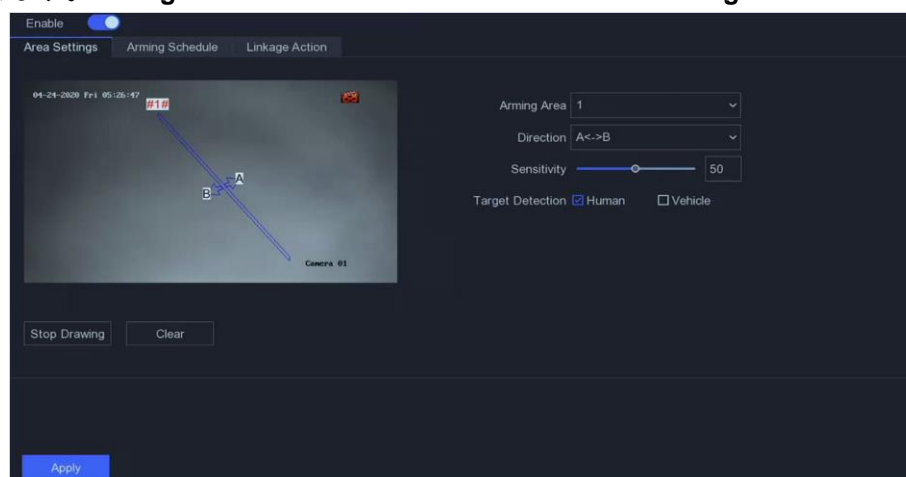 Enable
Area Settings Arming Schedule Linkage Action
04-24-2020 Fri 05:26:47
#1#
Arming Area 1
Direction A<->B
A
Sensitivity 50
B
Target Detection Human Vehicle
Camera 01
Stop Drawing Clear
Apply